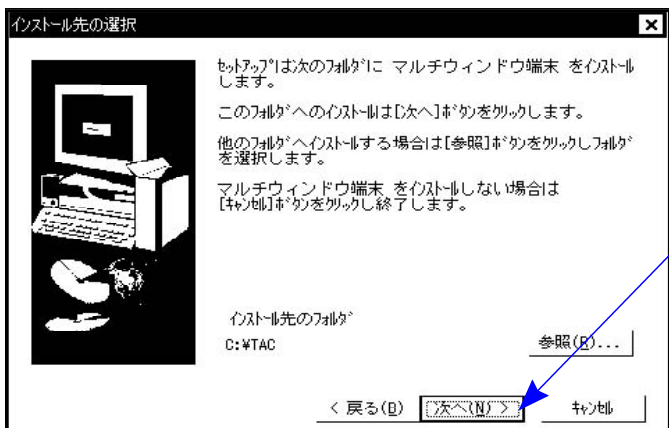 インストール先の選択
ｾｯﾄｱｯﾌﾟは次のﾌｫﾙﾀﾞに マルチウィンドウ端末 をｲﾝｽﾄｰﾙ
します。
このﾌｫﾙﾀﾞへのｲﾝｽﾄｰﾙは[次へ]ﾎﾞﾀﾝをｸﾘｯｸします。
他のﾌｫﾙﾀﾞへｲﾝｽﾄｰﾙする場合は[参照]ﾎﾞﾀﾝをｸﾘｯｸしﾌｫﾙﾀﾞ
を選択します。
マルチウィンドウ端末 をｲﾝｽﾄｰﾙしない場合は
[ｷｬﾝｾﾙ]ﾎﾞﾀﾝをｸﾘｯｸし終了します。
ｲﾝｽﾄｰﾙ先のﾌｫﾙﾀﾞ
C:¥TAC
参照(R)...
< 戻る(B)
次へ(N) >
ｷｬﾝｾﾙ